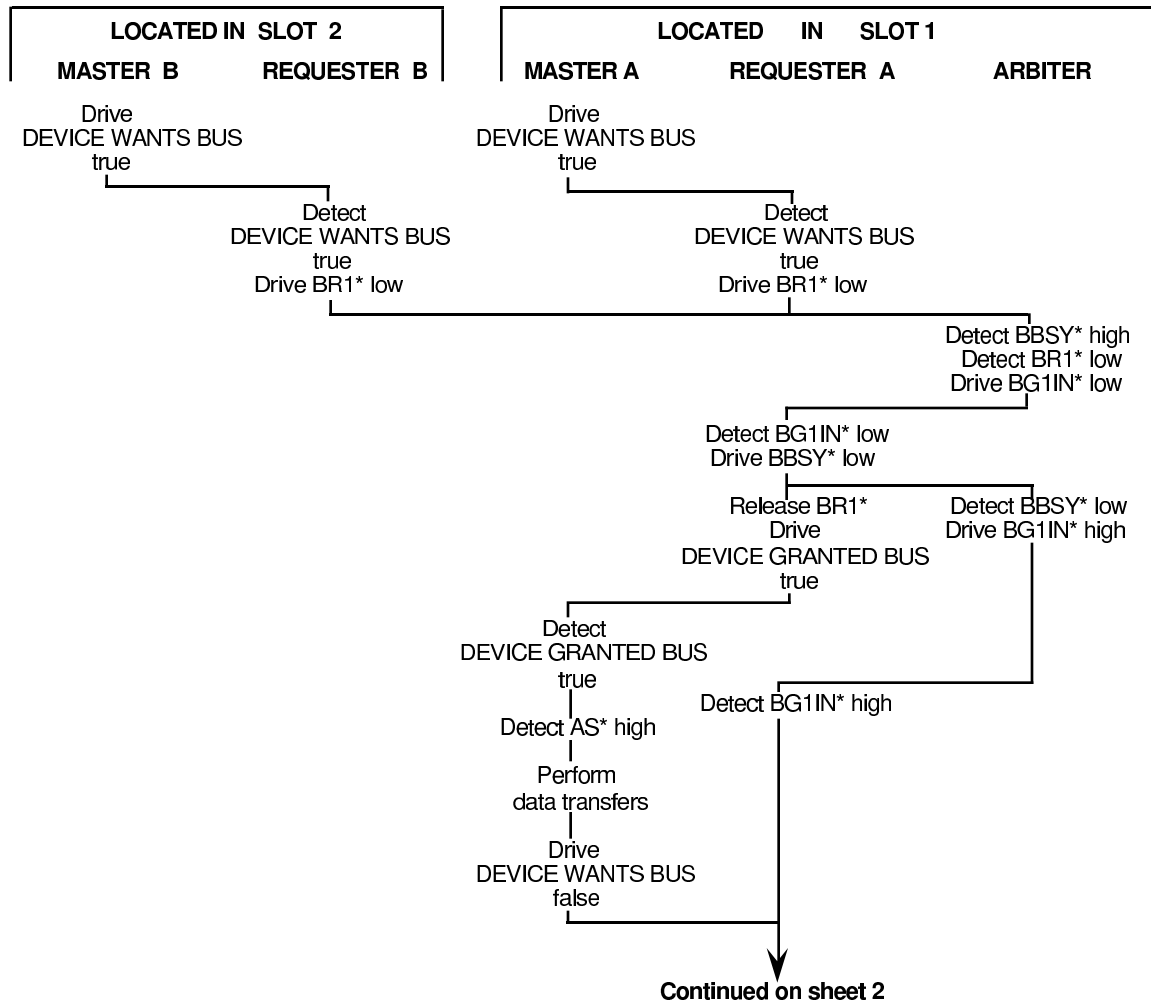 LOCATED IN SLOT 2
LOCATED IN SLOT 1
MASTER B
REQUESTER B
MASTER A
REQUESTER A
ARBITER
Drive
DEVICE WANTS BUS
true
Drive
DEVICE WANTS BUS
true
Detect
DEVICE WANTS BUS
true
Drive BR1* low
Detect
DEVICE WANTS BUS
true
Drive BR1* low
Detect BBSY* high
Detect BR1* low
Drive BG1IN* low
Detect BG1IN* low
Drive BBSY* low
Release BR1*
Drive
DEVICE GRANTED BUS
true
Detect BBSY* low
Drive BG1IN* high
Detect
DEVICE GRANTED BUS
true
Detect BG1IN* high
Detect AS* high
Perform
data transfers
Drive
DEVICE WANTS BUS
false
Continued on sheet 2